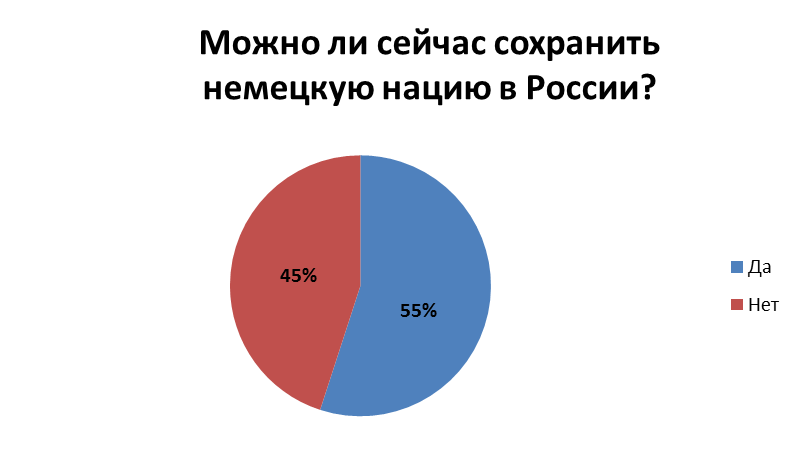 Можно ли сейчас сохранить
немецкую нацию в России?
45%
55%
Да
Нет